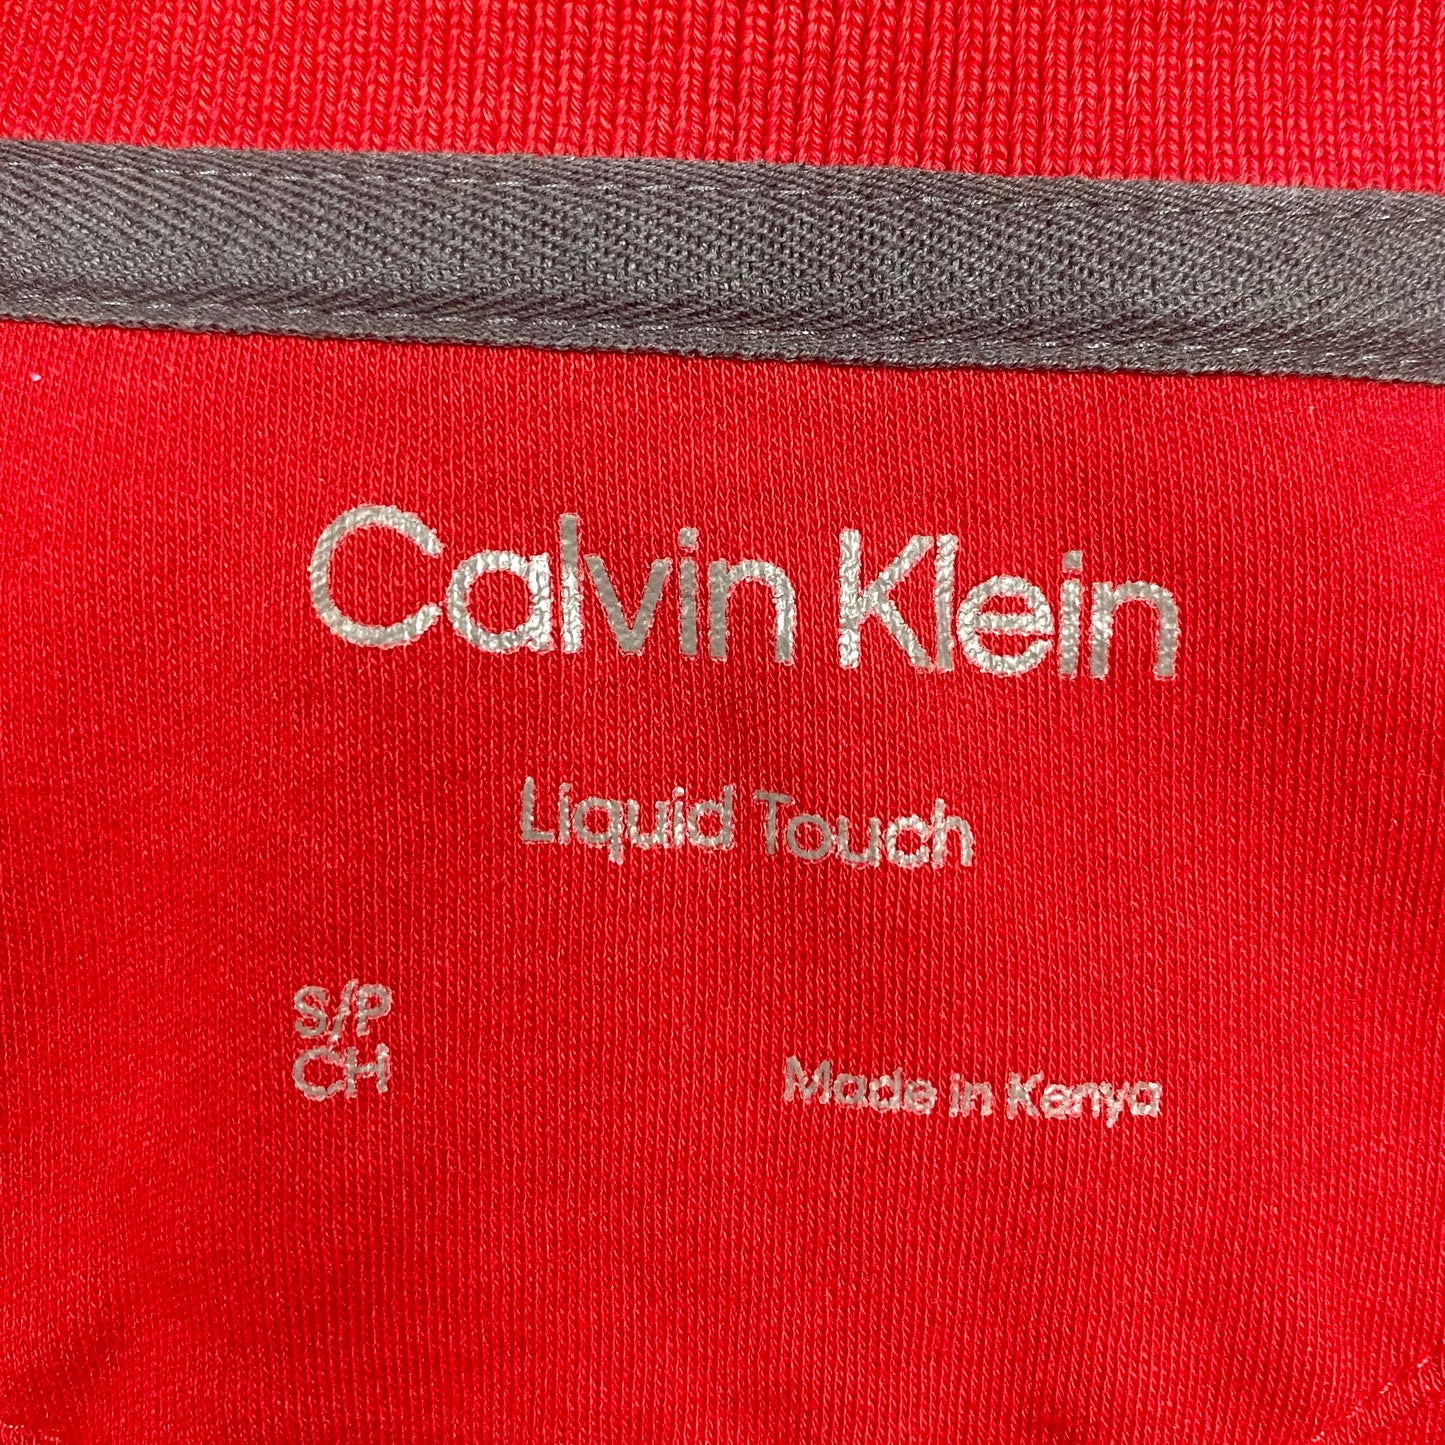 Calvin Klein
Liquid Touch
S/P
CH
Made in Kenya